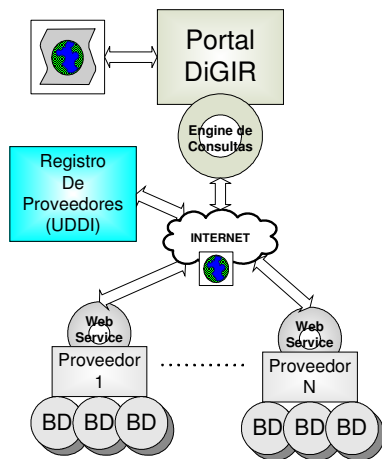 Portal
DiGIR
Engine de
Consultas
Registro
De
Proveedores
(UDDI)
INTERNET
Web
Service
Proveedor
1
BD BD BD
..........
Web
Service
Proveedor
N
BD BD BD